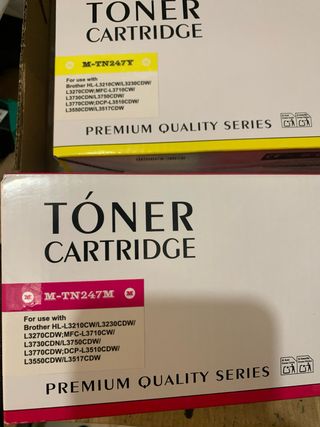 TÓNER
CARTRIDGE
M-TN247Y
For use with
Brother HL-L3210CW/L3230CDW/
L3270CDW;MFC-L3710CW/
L3730CDN/L3750CDW/
L3770CDW;DCP-L3510CDW/
L3550CDW/L3517CDW
PREMIUM QUALITY SERIES
TÓNER
CARTRIDGE
M M-TN247M M
For use with
Brother HL-L3210CW/L3230CDW/
L3270CDW;MFC-L3710CW/
L3730CDN/L3750CDW/
L3770CDW;DCP-L3510CDW/
L3550CDW/L3517CDW
PREMIUM QUALITY SERIES